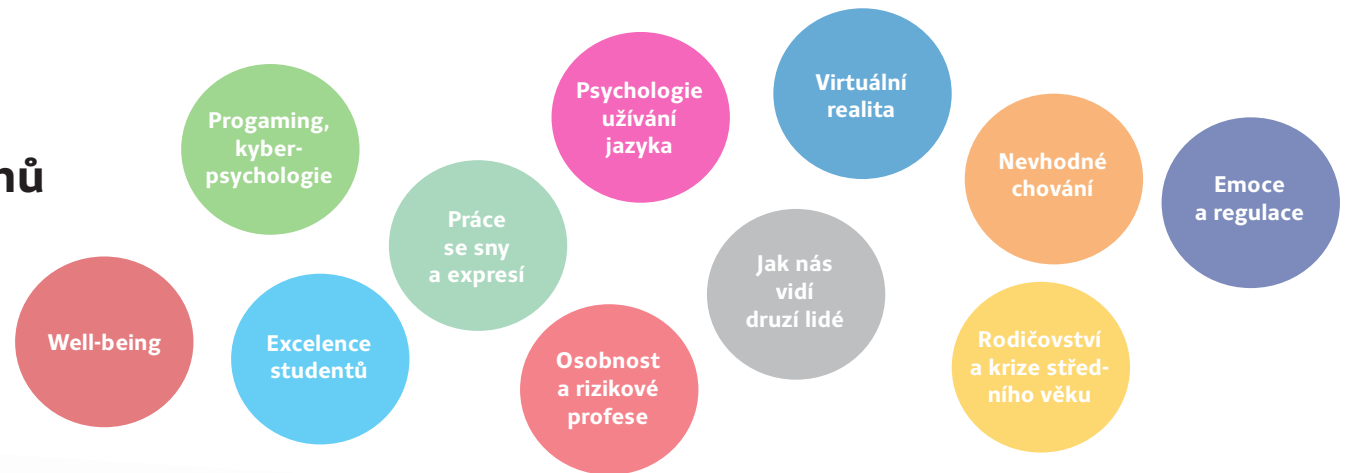 Progaming,
kyber-
psychologie
Psychologie
užívání
jazyka
Virtuální
realita
Nevhodné
chování
Emoce
a regulace
Práce
se sny
a expresí
Jak nás
vidí
druzí lidé
Well-being
Excelence
studentů
Osobnost
a rizikové
profese
Rodičovství
a krize střed-
ního věku